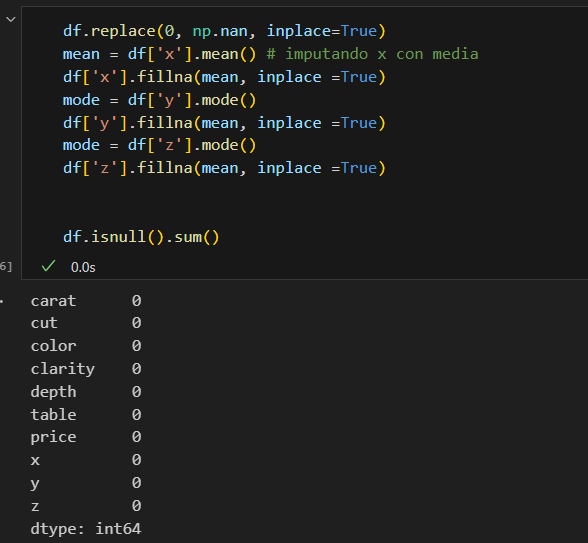 df.replace(0, np.nan, inplace=True)
mean = df['x'].mean() # imputando x con media
df['x'].fillna(mean, inplace =True)
mode = df['y'].mode()
df['y'].fillna(mean, inplace =True)
mode = df['z'].mode()
df['z'].fillna(mean, inplace =True)
df.isnull().sum()
6] ✓ 0.0s
carat 0
cut 0
color 0
clarity 0
depth 0
table 0
price 0
x 0
y 0
z 0
dtype: int64